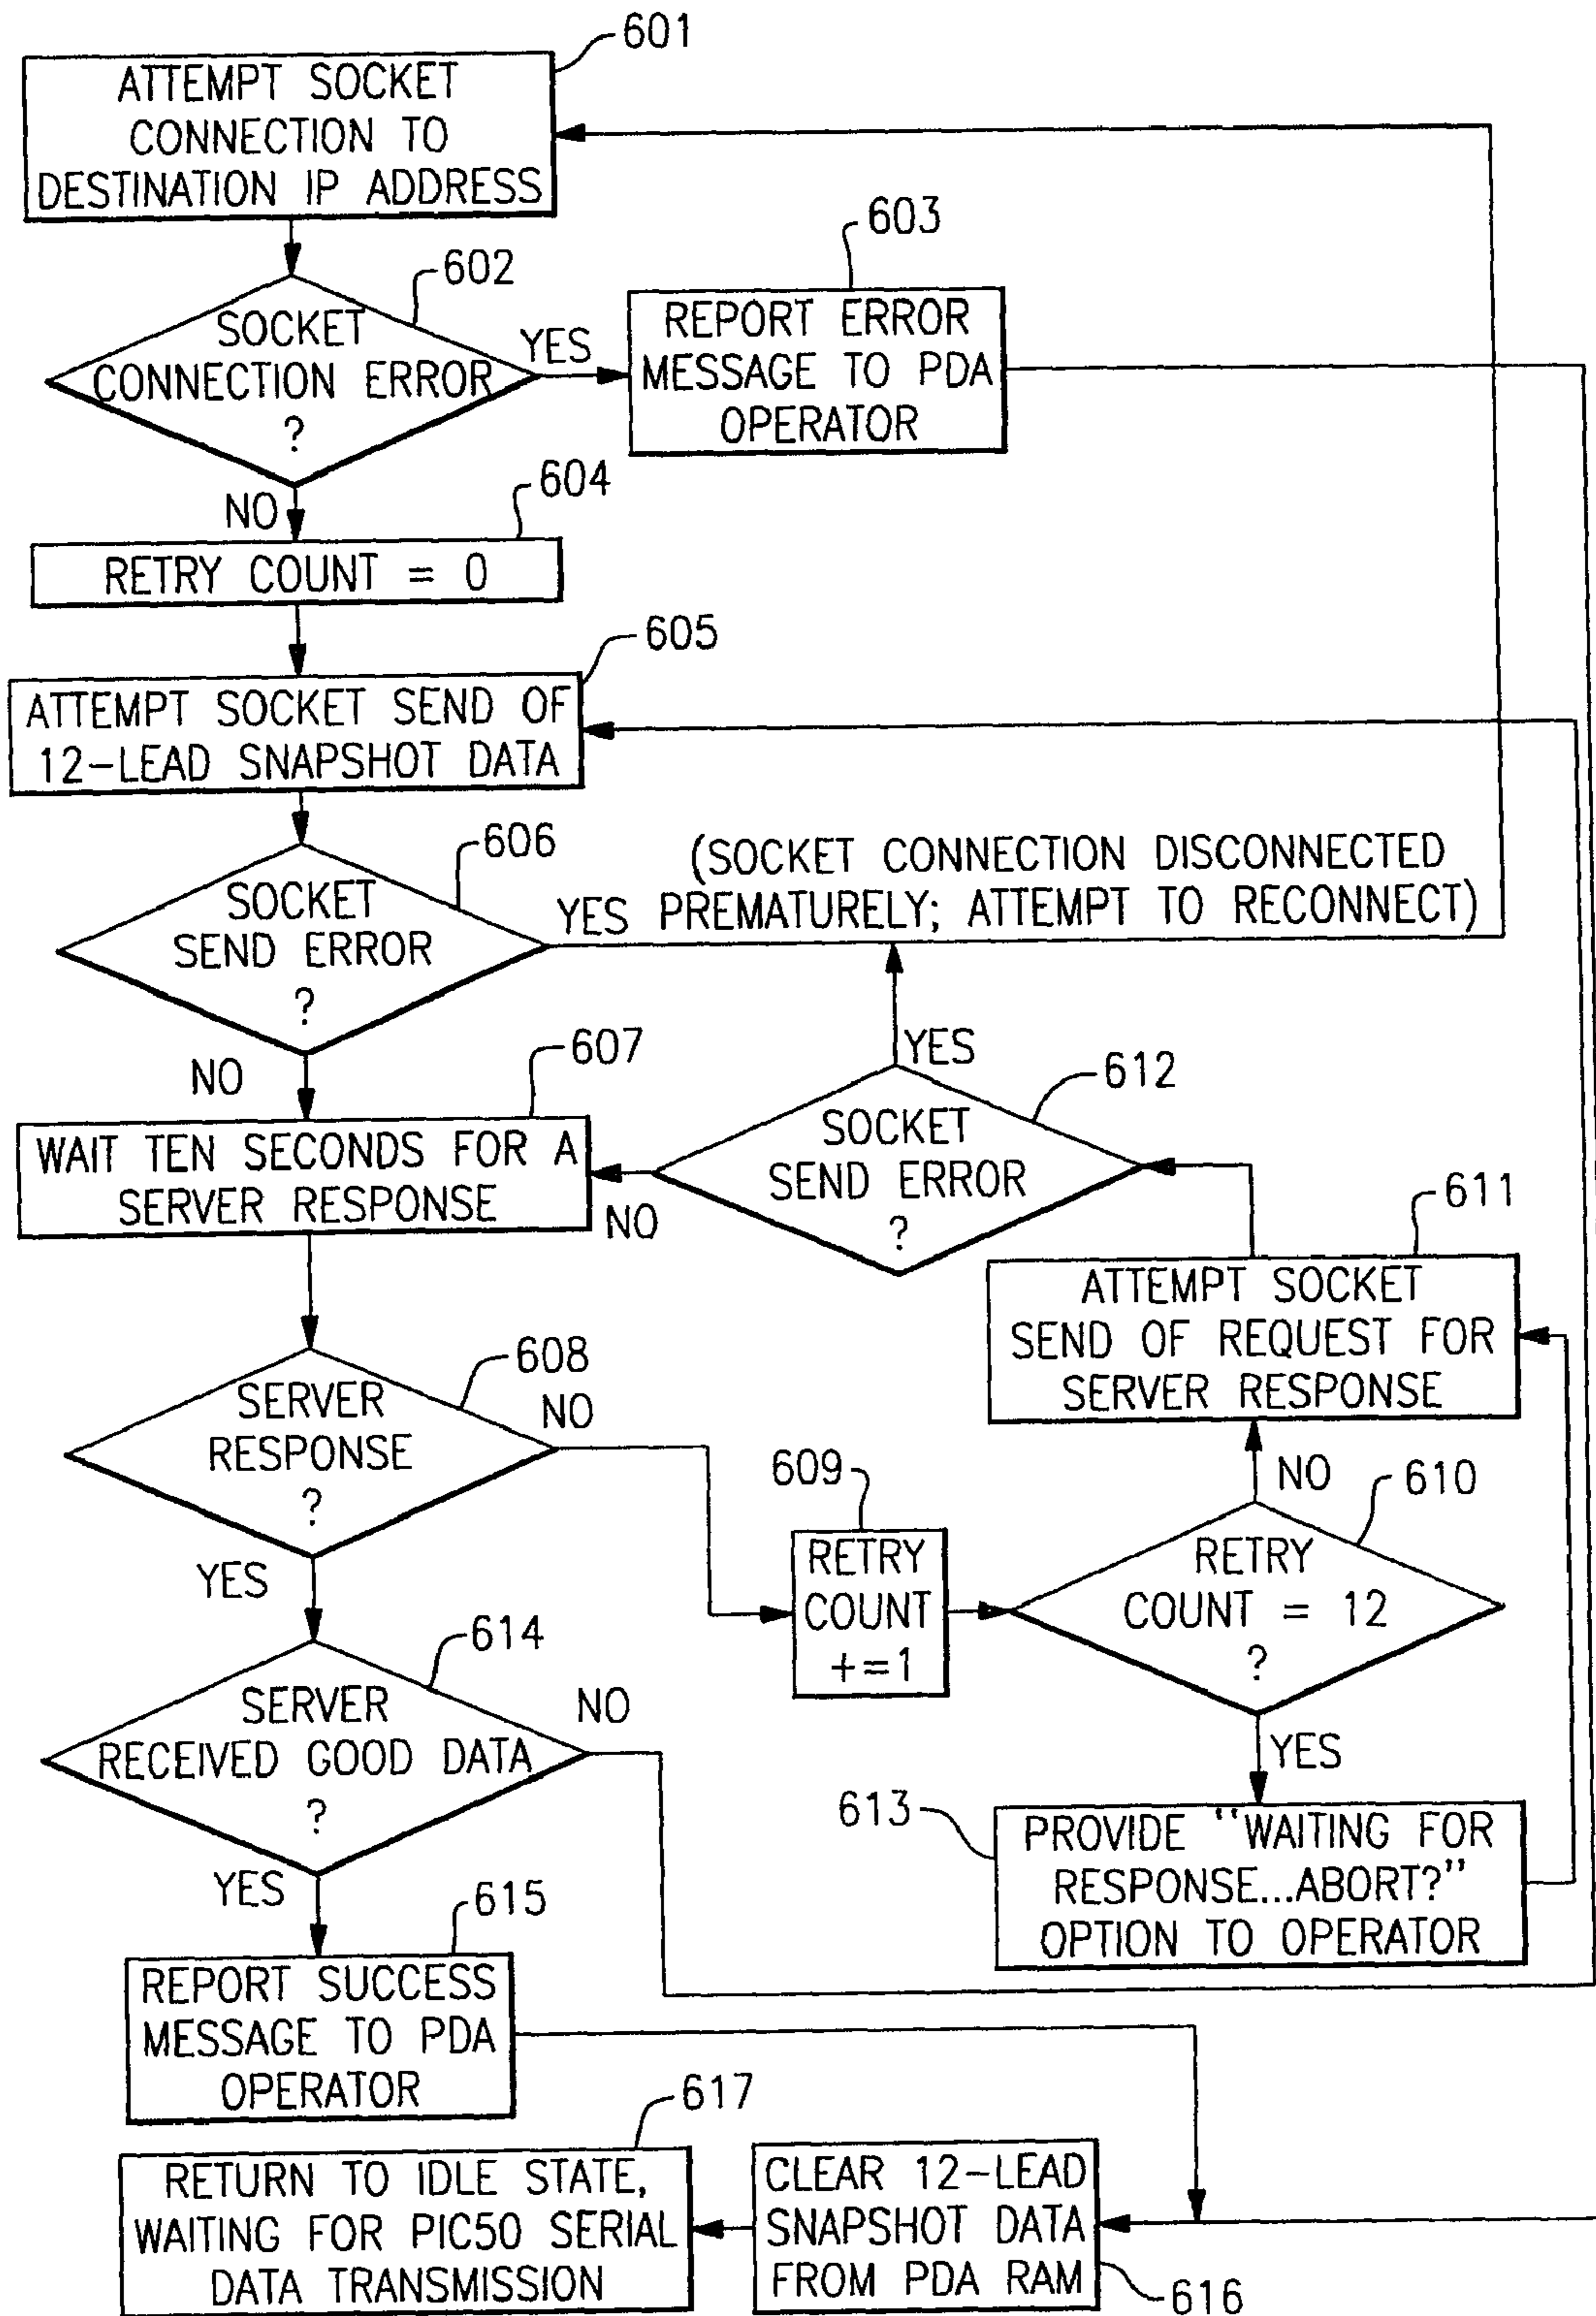 601
ATTEMPT SOCKET
CONNECTION TO
DESTINATION IP ADDRESS
602
SOCKET
CONNECTION ERROR
?
YES
603
REPORT ERROR
MESSAGE TO PDA
OPERATOR
NO
604
RETRY COUNT = 0
605
ATTEMPT SOCKET SEND OF
12-LEAD SNAPSHOT DATA
606
SOCKET
SEND ERROR
?
YES
(SOCKET CONNECTION DISCONNECTED
PREMATURELY; ATTEMPT TO RECONNECT)
NO
607
WAIT TEN SECONDS FOR A
SERVER RESPONSE
YES
612
SOCKET
SEND ERROR
?
NO
611
ATTEMPT SOCKET
SEND OF REQUEST FOR
SERVER RESPONSE
608
SERVER
RESPONSE
?
NO
609
RETRY
COUNT
+=1
NO
610
RETRY
COUNT = 12
?
YES
YES
614
SERVER
RECEIVED GOOD DATA
?
NO
613
PROVIDE "WAITING FOR
RESPONSE...ABORT?"
OPTION TO OPERATOR
YES
615
REPORT SUCCESS
MESSAGE TO PDA
OPERATOR
617
RETURN TO IDLE STATE,
WAITING FOR PIC50 SERIAL
DATA TRANSMISSION
CLEAR 12-LEAD
SNAPSHOT DATA
FROM PDA RAM
616